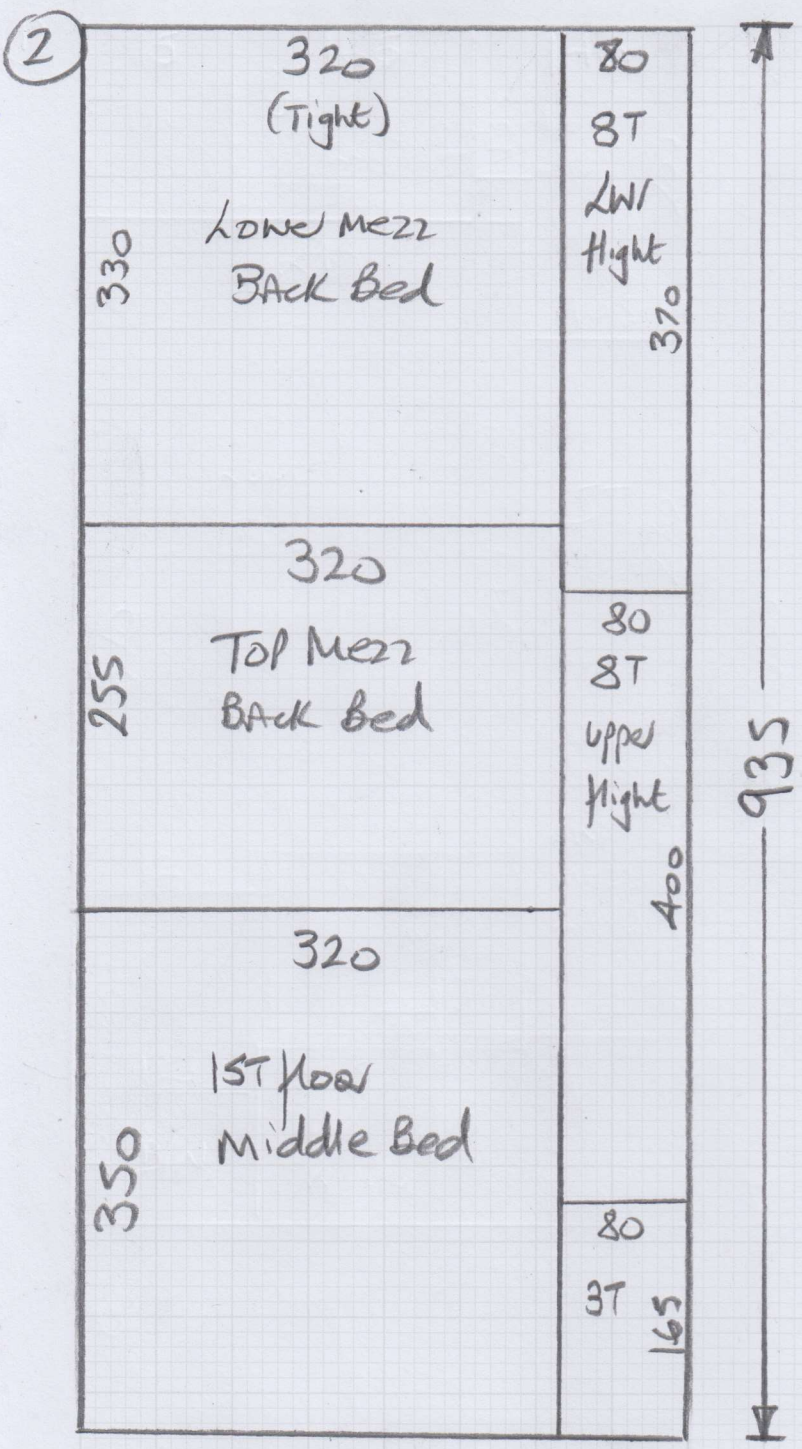 2
320
(Tight)
Lower Mezz
Back Bed
330
80
8T
LWr
flight
370
320
Top Mezz
Back Bed
255
80
8T
upper
flight
400
935
320
1ST floor
Middle Bed
350
80
3T
165